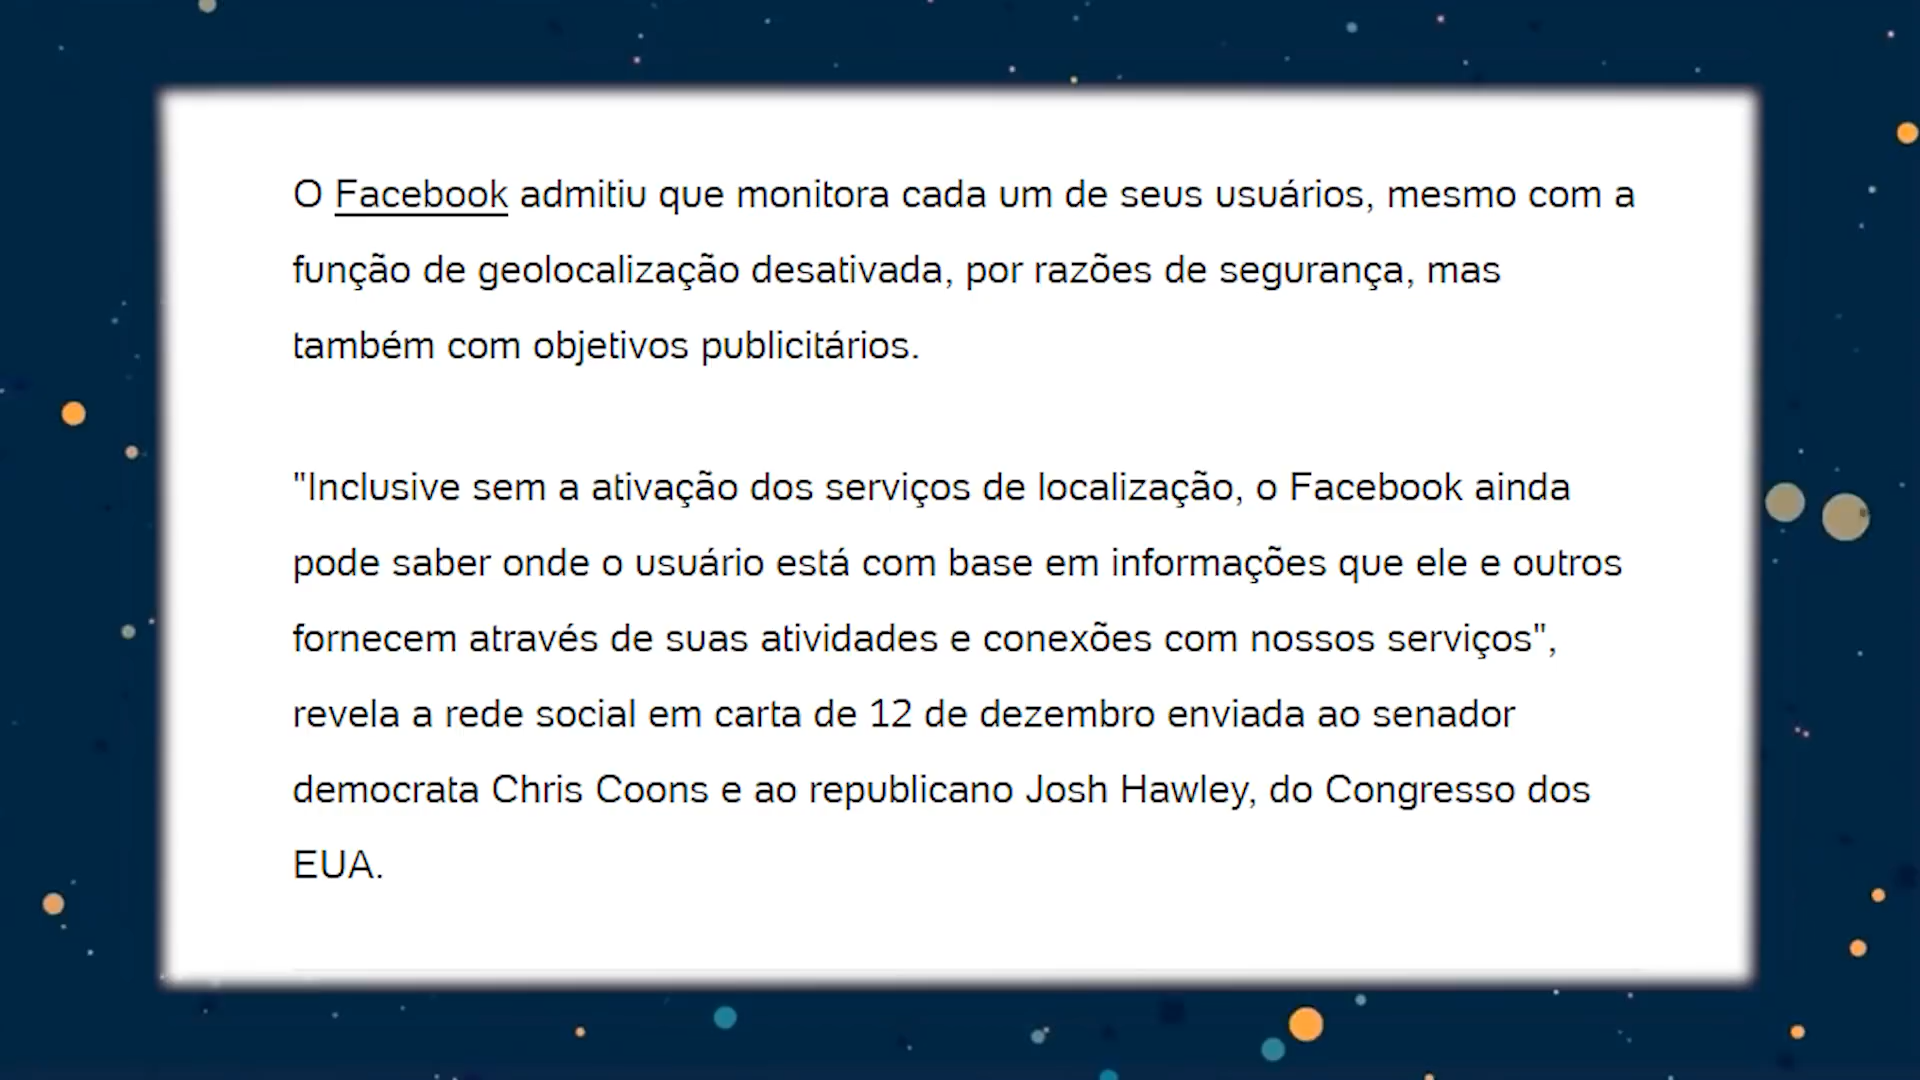 O Facebook admitiu que monitora cada um de seus usuários, mesmo com a
função de geolocalização desativada, por razões de segurança, mas
também com objetivos publicitários.
"Inclusive sem a ativação dos serviços de localização, o Facebook ainda
pode saber onde o usuário está com base em informações que ele e outros
fornecem através de suas atividades e conexões com nossos serviços",
revela a rede social em carta de 12 de dezembro enviada ao senador
democrata Chris Coons e ao republicano Josh Hawley, do Congresso dos
EUA.